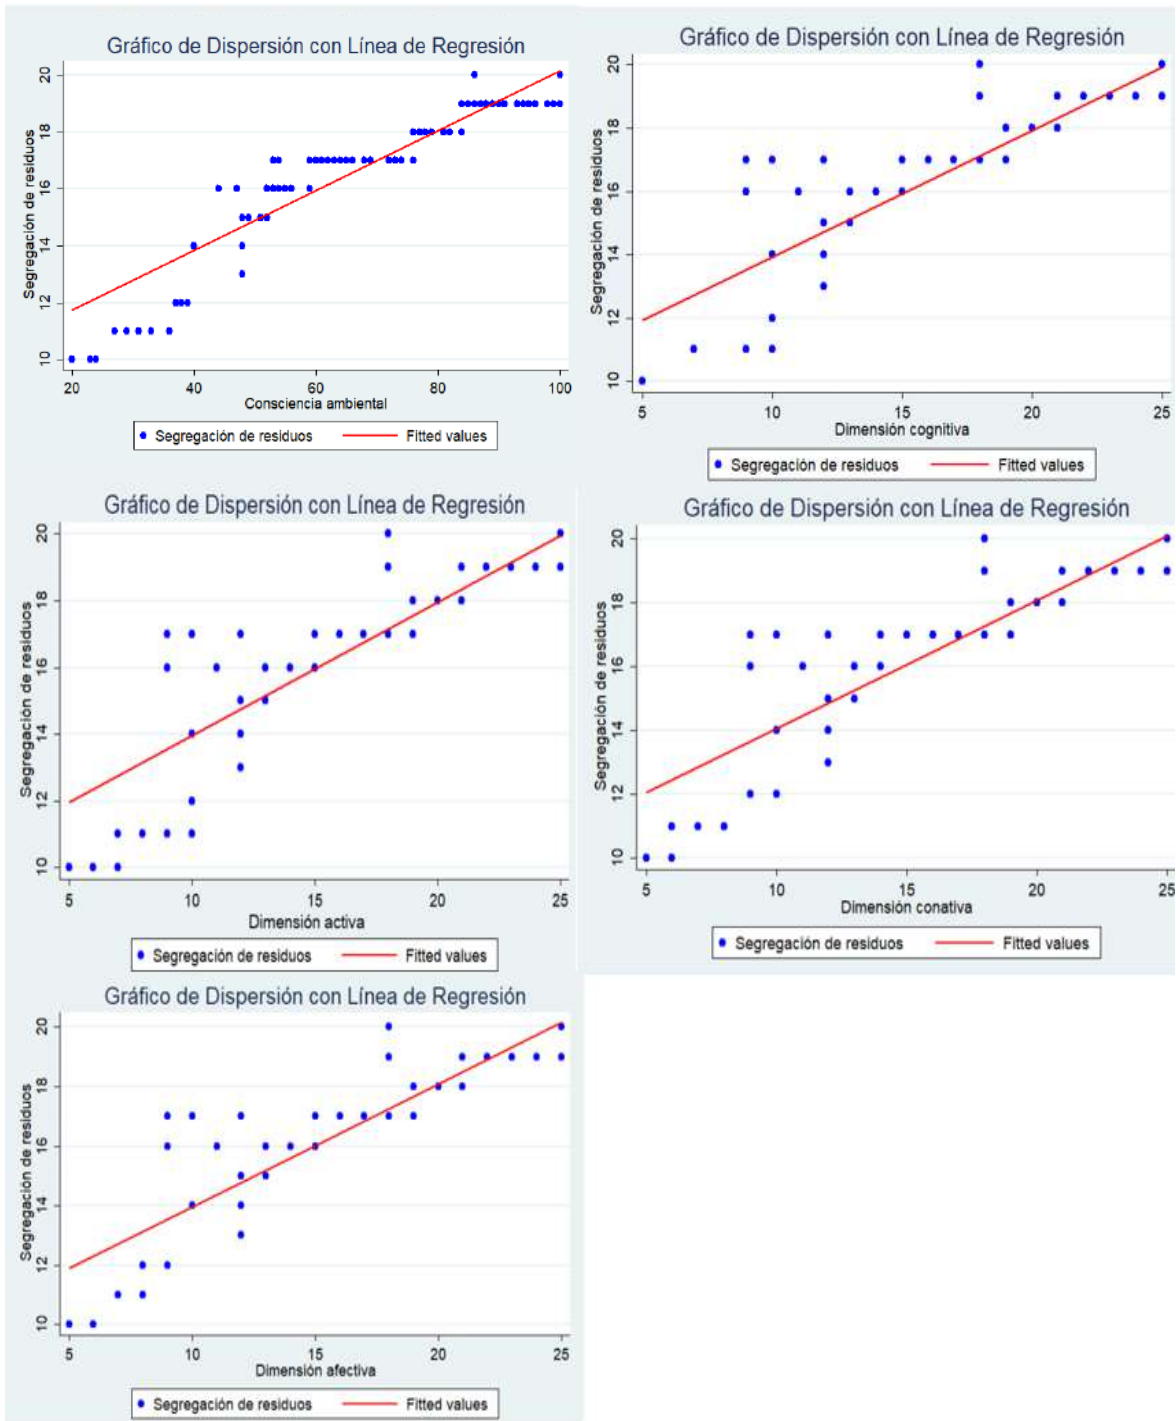 Gráfico de Dispersión con Línea de Regresión
Segregación de residuos
20
18
16
14
12
10
20 40 60 80 100
Consciencia ambiental
Segregación de residuos Fitted values
Gráfico de Dispersión con Línea de Regresión
Segregación de residuos
20
18
16
14
12
10
5 10 15 20 25
Dimensión cognitiva
Segregación de residuos Fitted values
Gráfico de Dispersión con Línea de Regresión
Segregación de residuos
20
18
16
14
12
10
5 10 15 20 25
Dimensión activa
Segregación de residuos Fitted values
Gráfico de Dispersión con Línea de Regresión
Segregación de residuos
20
18
16
14
12
10
5 10 15 20 25
Dimensión conativa
Segregación de residuos Fitted values
Gráfico de Dispersión con Línea de Regresión
Segregación de residuos
20
18
16
14
12
10
5 10 15 20 25
Dimensión afectiva
Segregación de residuos Fitted values